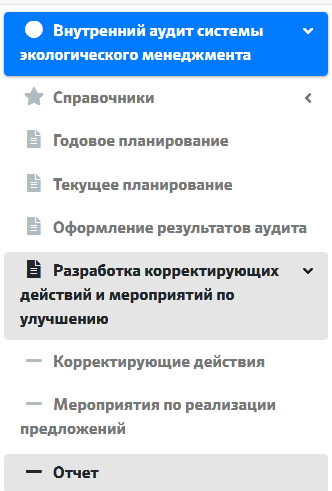 Внутренний аудит системы
экологического менеджмента
Справочники
Годовое планирование
Текущее планирование
Оформление результатов аудита
Разработка корректирующих
действий и мероприятий по
улучшению
Корректирующие действия
Мероприятия по реализации
предложений
Отчет